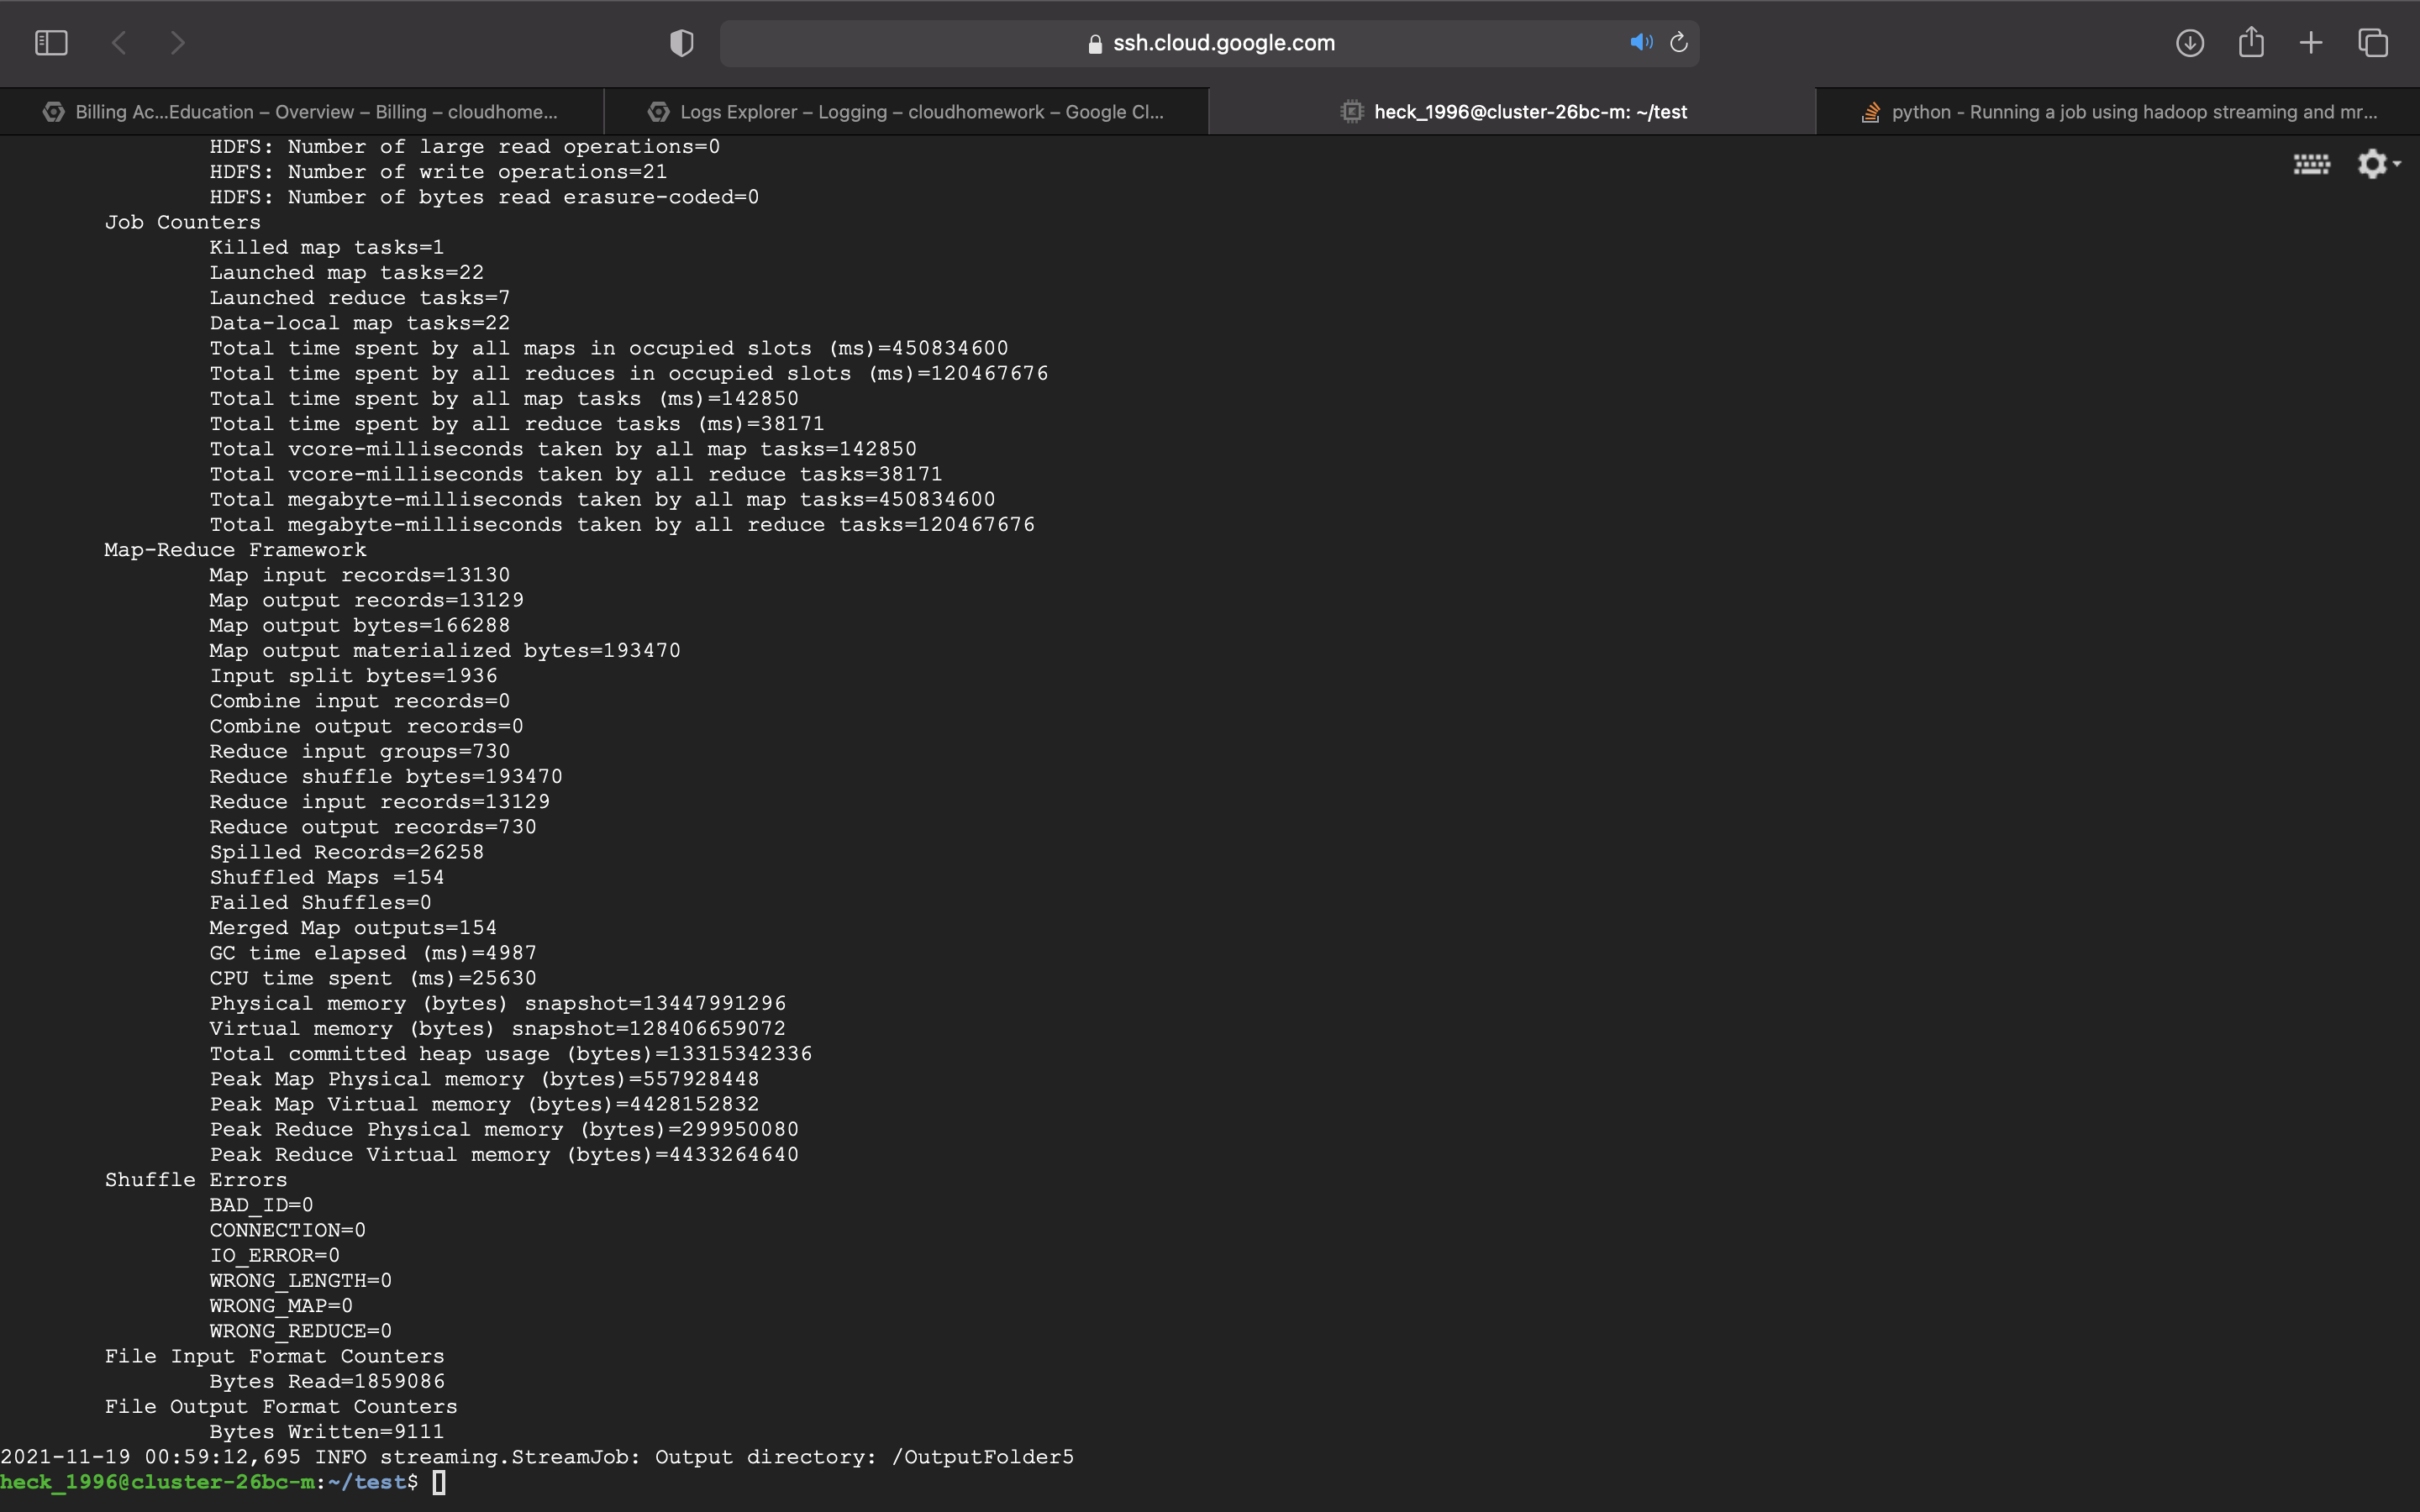 ssh.cloud.google.com
Billing Ac...Education – Overview – Billing – cloudhome...
Logs Explorer – Logging – cloudhomework – Google Cl...
heck_1996@cluster-26bc-m: ~/test
python - Running a job using hadoop streaming and mr...
HDFS: Number of large read operations=0
HDFS: Number of write operations=21
HDFS: Number of bytes read erasure-coded=0
Job Counters
Killed map tasks=1
Launched map tasks=22
Launched reduce tasks=7
Data-local map tasks=22
Total time spent by all maps in occupied slots (ms)=450834600
Total time spent by all reduces in occupied slots (ms)=120467676
Total time spent by all map tasks (ms)=142850
Total time spent by all reduce tasks (ms)=38171
Total vcore-milliseconds taken by all map tasks=142850
Total vcore-milliseconds taken by all reduce tasks=38171
Total megabyte-milliseconds taken by all map tasks=450834600
Total megabyte-milliseconds taken by all reduce tasks=120467676
Map-Reduce Framework
Map input records=13130
Map output records=13129
Map output bytes=166288
Map output materialized bytes=193470
Input split bytes=1936
Combine input records=0
Combine output records=0
Reduce input groups=730
Reduce shuffle bytes=193470
Reduce input records=13129
Reduce output records=730
Spilled Records=26258
Shuffled Maps =154
Failed Shuffles=0
Merged Map outputs=154
GC time elapsed (ms)=4987
CPU time spent (ms)=25630
Physical memory (bytes) snapshot=13447991296
Virtual memory (bytes) snapshot=128406659072
Total committed heap usage (bytes)=13315342336
Peak Map Physical memory (bytes)=557928448
Peak Map Virtual memory (bytes)=4428152832
Peak Reduce Physical memory (bytes)=299950080
Peak Reduce Virtual memory (bytes)=4433264640
Shuffle Errors
BAD_ID=0
CONNECTION=0
IO_ERROR=0
WRONG_LENGTH=0
WRONG_MAP=0
WRONG_REDUCE=0
File Input Format Counters
Bytes Read=1859086
File Output Format Counters
Bytes Written=9111
2021-11-19 00:59:12,695 INFO streaming.StreamJob: Output directory: /OutputFolder5
heck_1996@cluster-26bc-m:~/test$